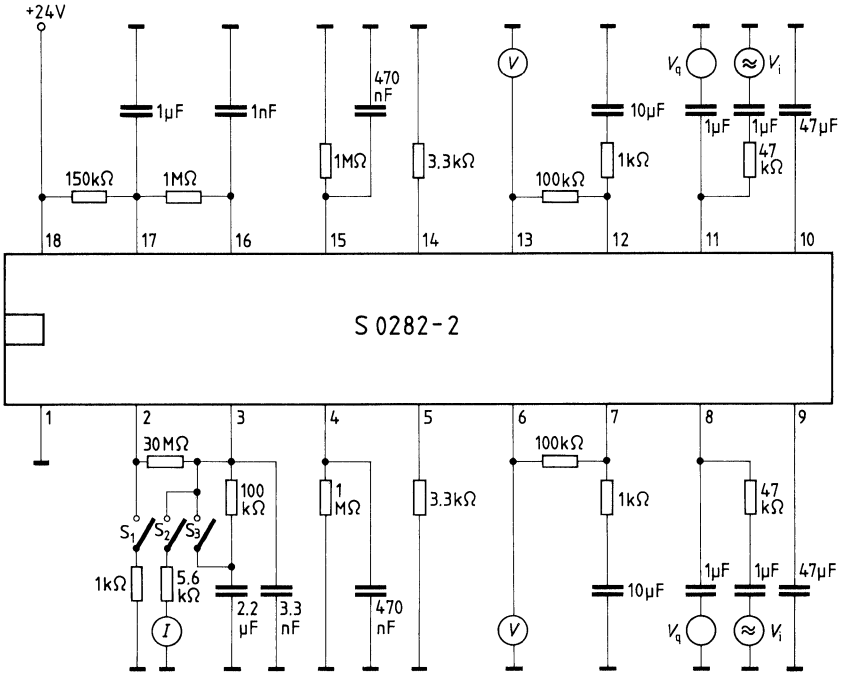 +24V
1μF
1nF
470
nF
V
10μF
Vq
Vi
1μF
1μF
47μF
1MΩ
3.3kΩ
1kΩ
47
kΩ
150kΩ
1MΩ
100kΩ
18
17
16
15
14
13
12
11
10
S 0282-2
1
2
3
4
5
6
7
8
9
30MΩ
100kΩ
100
kΩ
1
MΩ
3.3kΩ
1kΩ
47
kΩ
S1
S2
S3
1kΩ
5.6
kΩ
2.2
μF
3.3
nF
470
nF
10μF
1μF
1μF
47μF
I
V
Vq
Vi